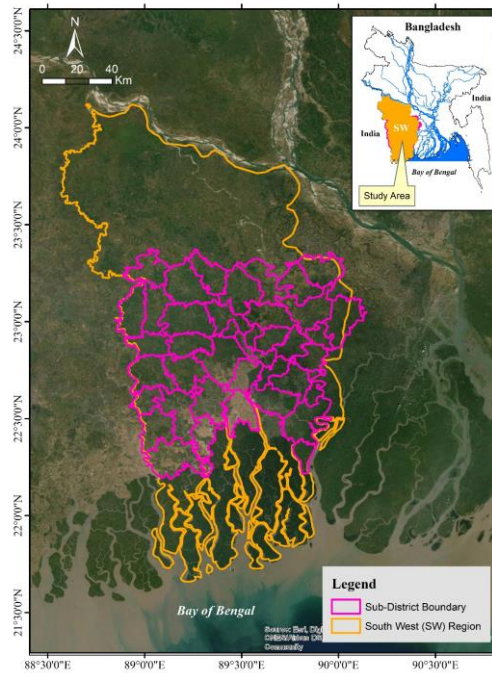 N
20 0 20 40
Km
Bangladesh
India
India
SW
Bay of Bengal
Study Area
24°30'0"N
24°0'0"N
23°30'0"N
23°0'0"N
22°30'0"N
22°0'0"N
21°30'0"N
Legend
Sub-District Boundary
South West (SW) Region
Bay of Bengal
Source: Esri,
Community
88°30'0"E 89°0'0"E 89°30'0"E 90°0'0"E 90°30'0"E